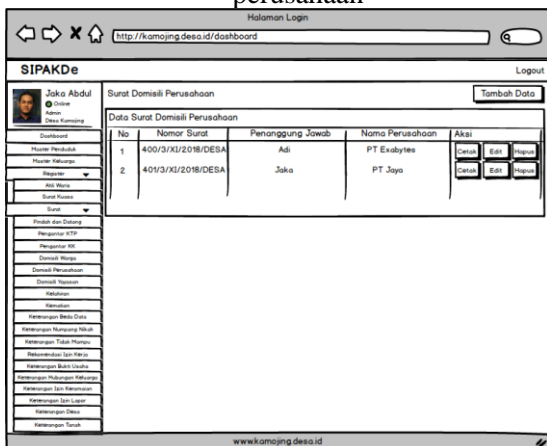 perusahaan
Halaman Login
http://kamojing.desa.id/dashboard
SIPAKDe
Logout
Jaka Abdul
Online
Admin
Desa Kamojing
Dashboard
Master Penduduk
Master Keluarga
Register
Ahli Waris
Surat Kuasa
Surat
Pindah dan Datang
Pengantar KTP
Pengantar KK
Domisili Warga
Domisili Perusahaan
Domisili Yayasan
Kelahiran
Kematian
Keterangan Beda Data
Keterangan Numpang Nikah
Keterangan Tidak Mampu
Rekomendasi Izin Kerja
Keterangan Bukti Usaha
Keterangan Hubungan Keluarga
Keterangan Izin Keramaian
Keterangan Izin Lapor
Keterangan Desa
Keterangan Tanah
Surat Domisili Perusahaan
Tambah Data
Data Surat Domisili Perusahaan
No Nomor Surat Penanggung Jawab Nama Perusahaan Aksi
1 400/3/XI/2018/DESA Adi PT Exabytes Cetak Edit Hapus
2 401/3/XI/2018/DESA Jaka PT Jaya Cetak Edit Hapus
www.kamojing.desa.id